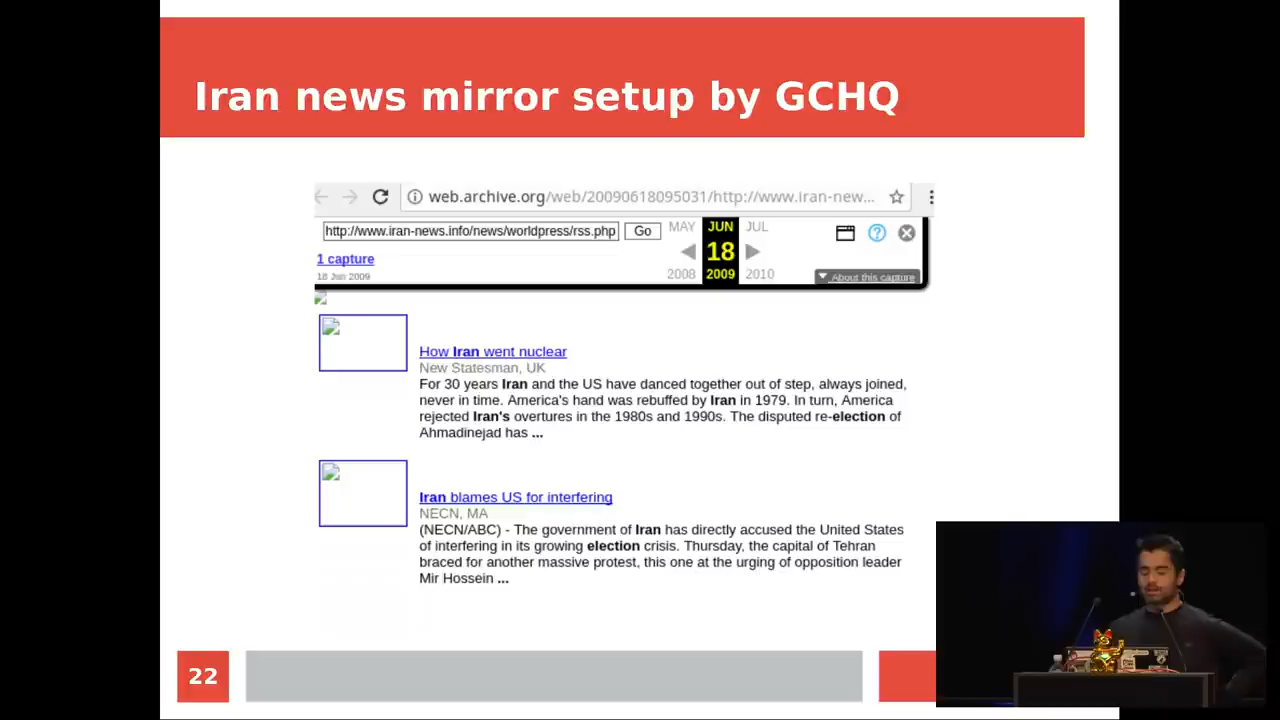 Iran news mirror setup by GCHQ
web.archive.org/web/20090618095031/http://www.iran-new...
http://www.iran-news.info/news/worldpress/rss.php
Go
MAY
JUN
JUL
1 capture
18
18 Jun 2009
2008
2009
2010
About this capture
How Iran went nuclear
New Statesman, UK
For 30 years Iran and the US have danced together out of step, always joined,
never in time. America's hand was rebuffed by Iran in 1979. In turn, America
rejected Iran's overtures in the 1980s and 1990s. The disputed re-election of
Ahmadinejad has ...
Iran blames US for interfering
NECN, MA
(NECN/ABC) - The government of Iran has directly accused the United States
of interfering in its growing election crisis. Thursday, the capital of Tehran
braced for another massive protest, this one at the urging of opposition leader
Mir Hossein ...
22